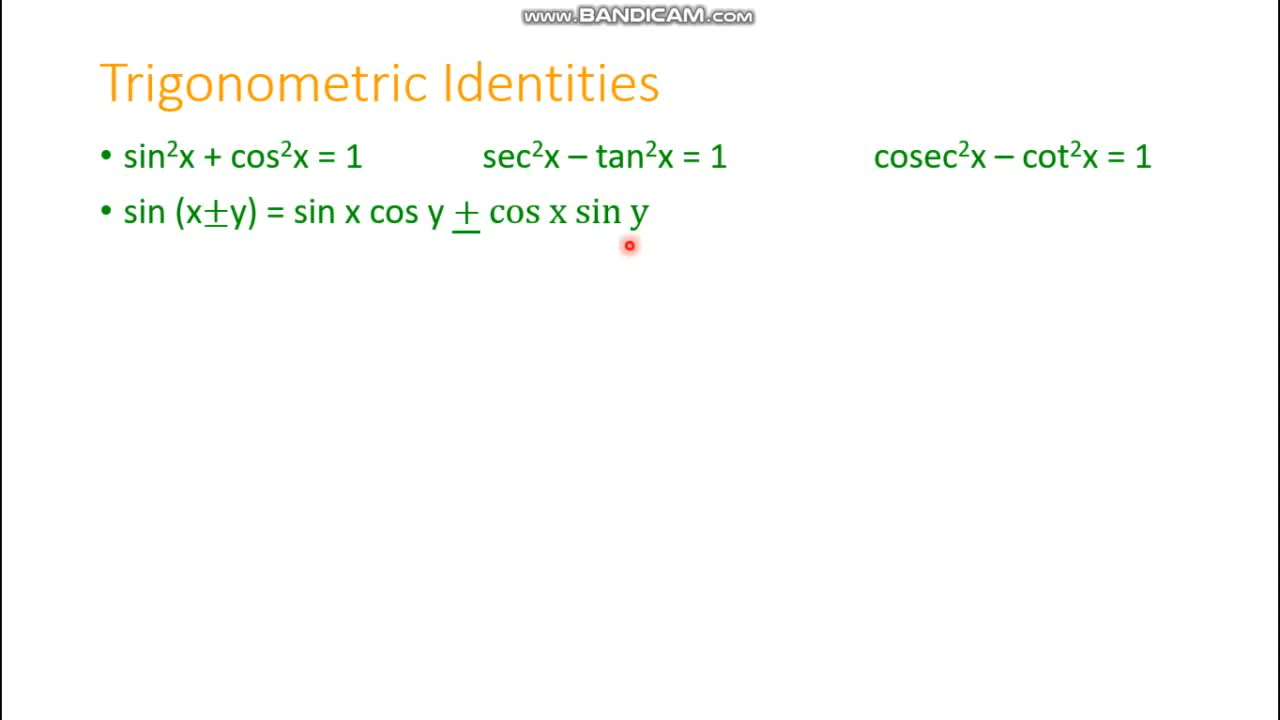 www.BANDICAM.com
Trigonometric Identities
• sin²x + cos²x = 1 sec²x – tan²x = 1 cosec²x – cot²x = 1
• sin (x±y) = sin x cos y ± cos x sin y